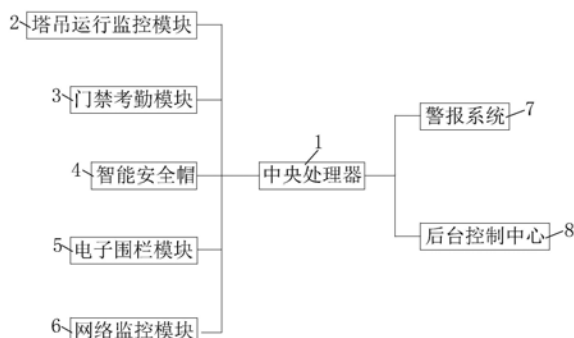 2 塔吊运行监控模块
3 门禁考勤模块
4 智能安全帽
5 电子围栏模块
6 网络监控模块
1
中央处理器
警报系统 7
后台控制中心 8